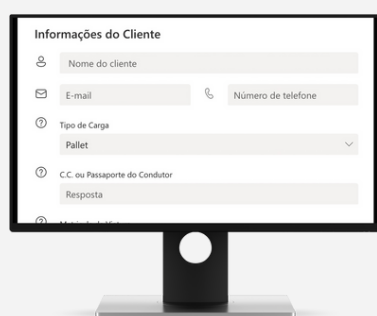 Informações do Cliente
Nome do cliente
E-mail
Número de telefone
Tipo de Carga
Pallet
C.C. ou Passaporte do Condutor
Resposta